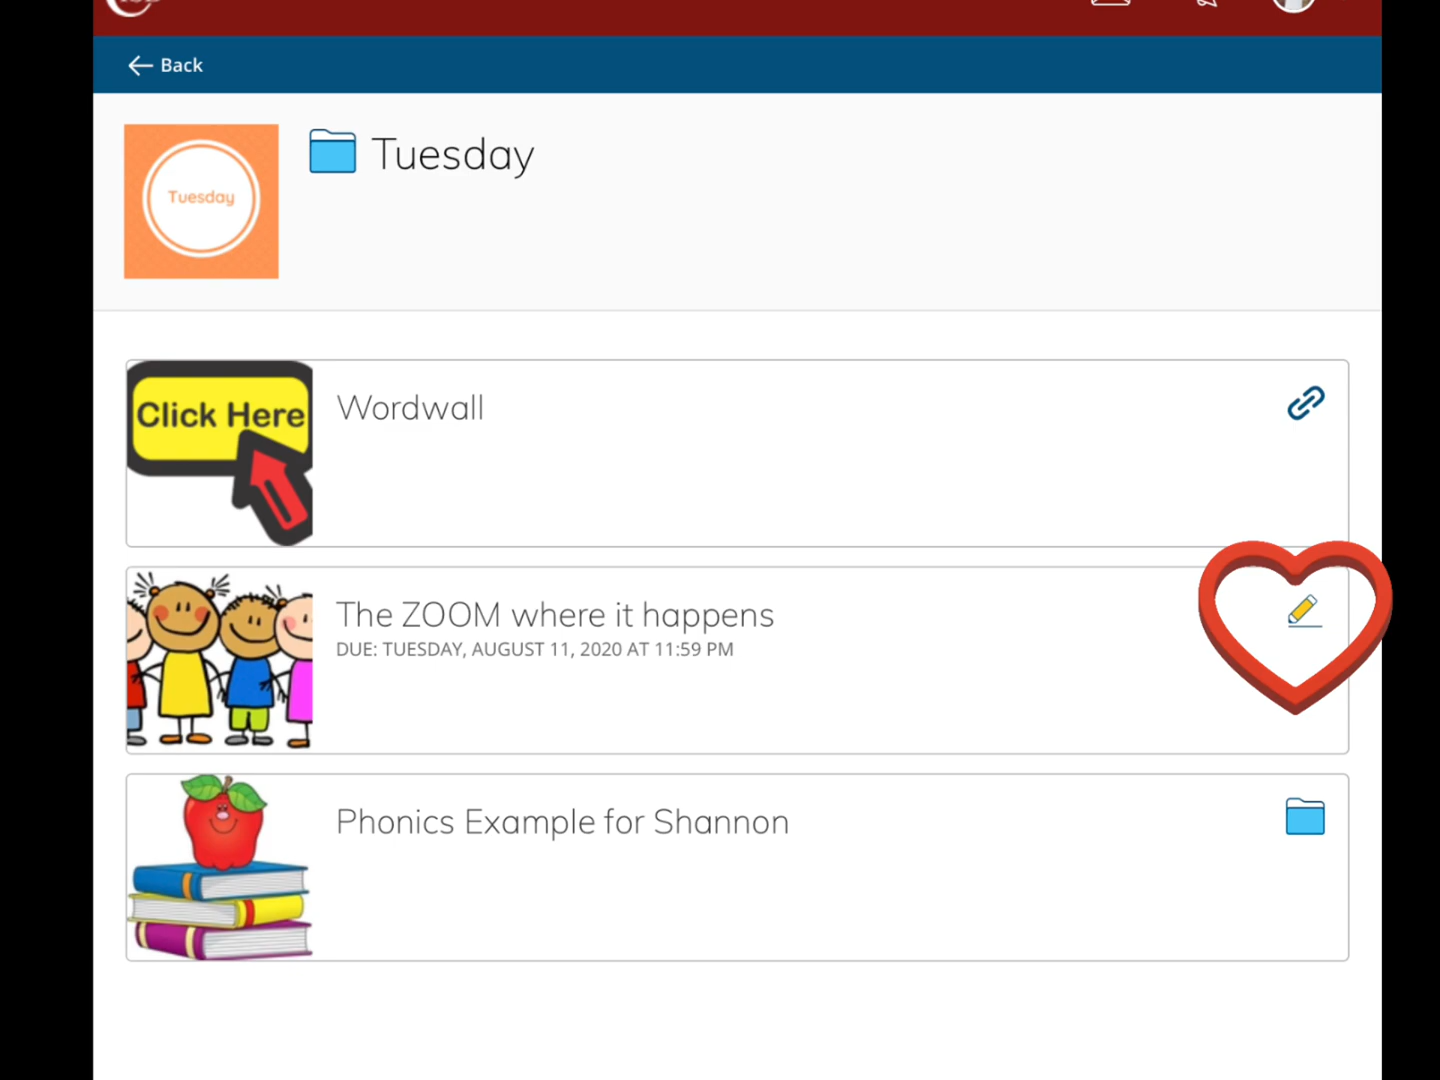 Back
Tuesday
Tuesday
Click Here
Wordwall
The ZOOM where it happens
DUE: TUESDAY, AUGUST 11, 2020 AT 11:59 PM
Phonics Example for Shannon